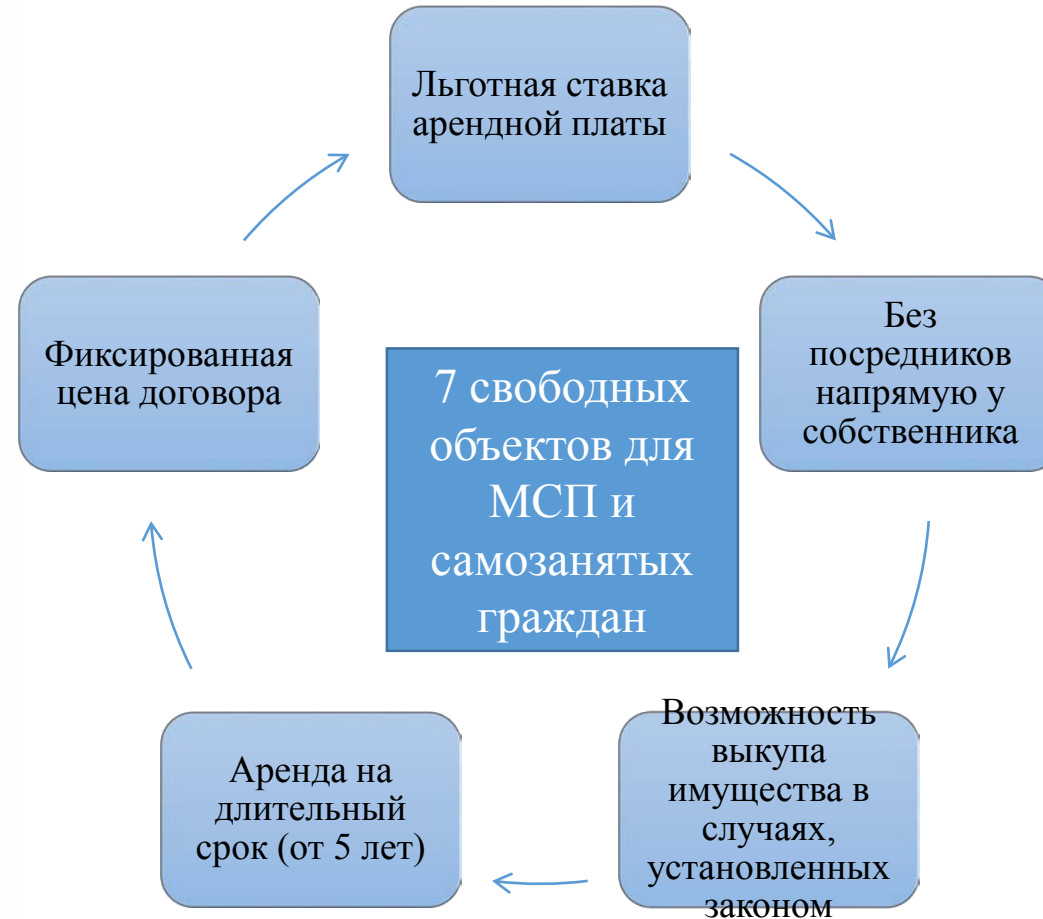 Льготная ставка
арендной платы
Без
посредников
напрямую у
собственника
Возможность
выкупа
имущества в
случаях,
установленных
законом
Аренда на
длительный
срок (от 5 лет)
Фиксированная
цена договора
7 свободных
объектов для
МСП и
самозанятых
граждан